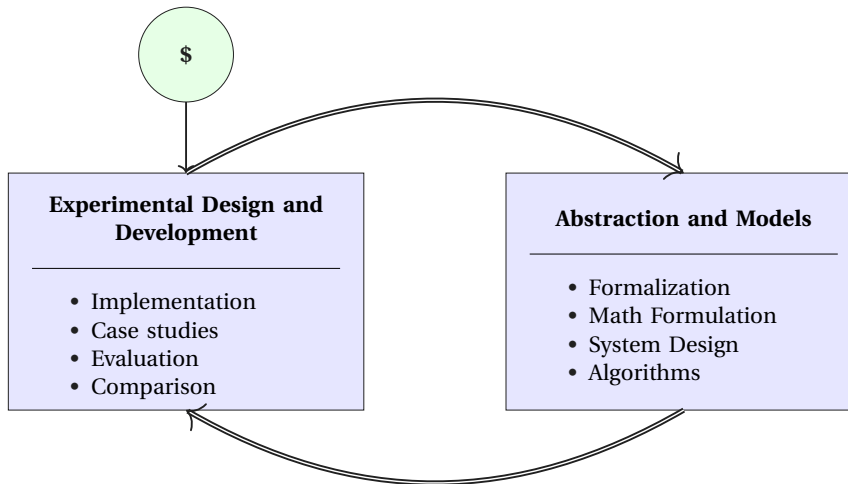 $
Experimental Design and
Development
• Implementation
• Case studies
• Evaluation
• Comparison
Abstraction and Models
• Formalization
• Math Formulation
• System Design
• Algorithms